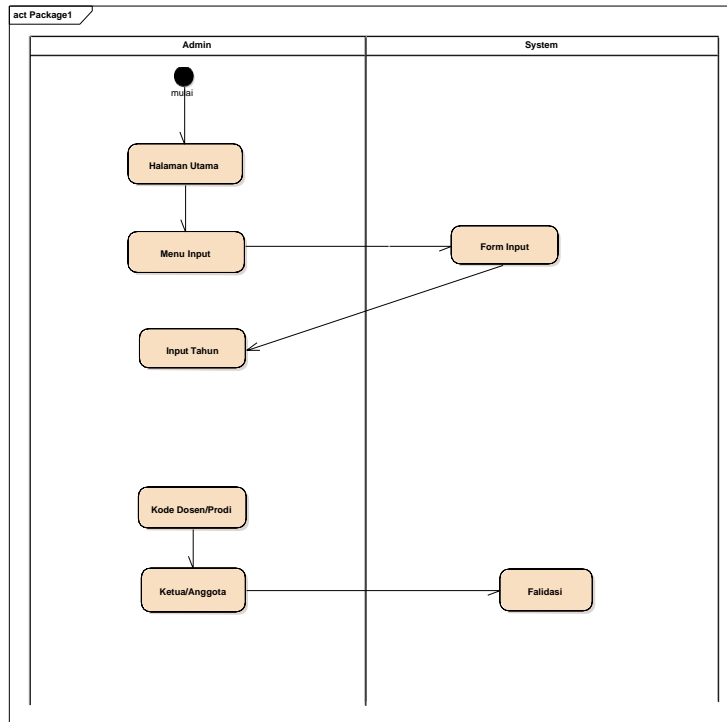 act Package1
Admin
System
mulai
Halaman Utama
Menu Input
Form Input
Input Tahun
Kode Dosen/Prodi
Ketua/Anggota
Falidasi